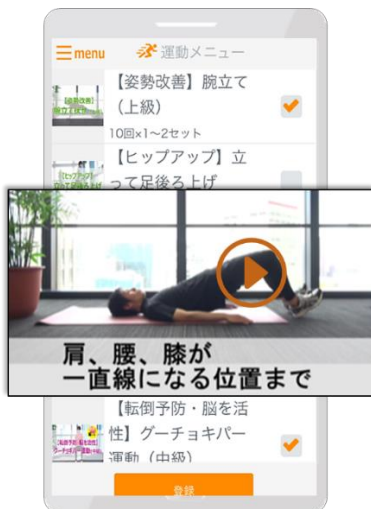 menu
運動メニュー
【姿勢改善】腕立て
(上級)
10回×1〜2セット
【ヒップアップ】立
って足後ろ上げ
肩、腰、膝が
一直線になる位置まで
【転倒予防・脳を活
性】グーチョキパー
運動(中級)
登録